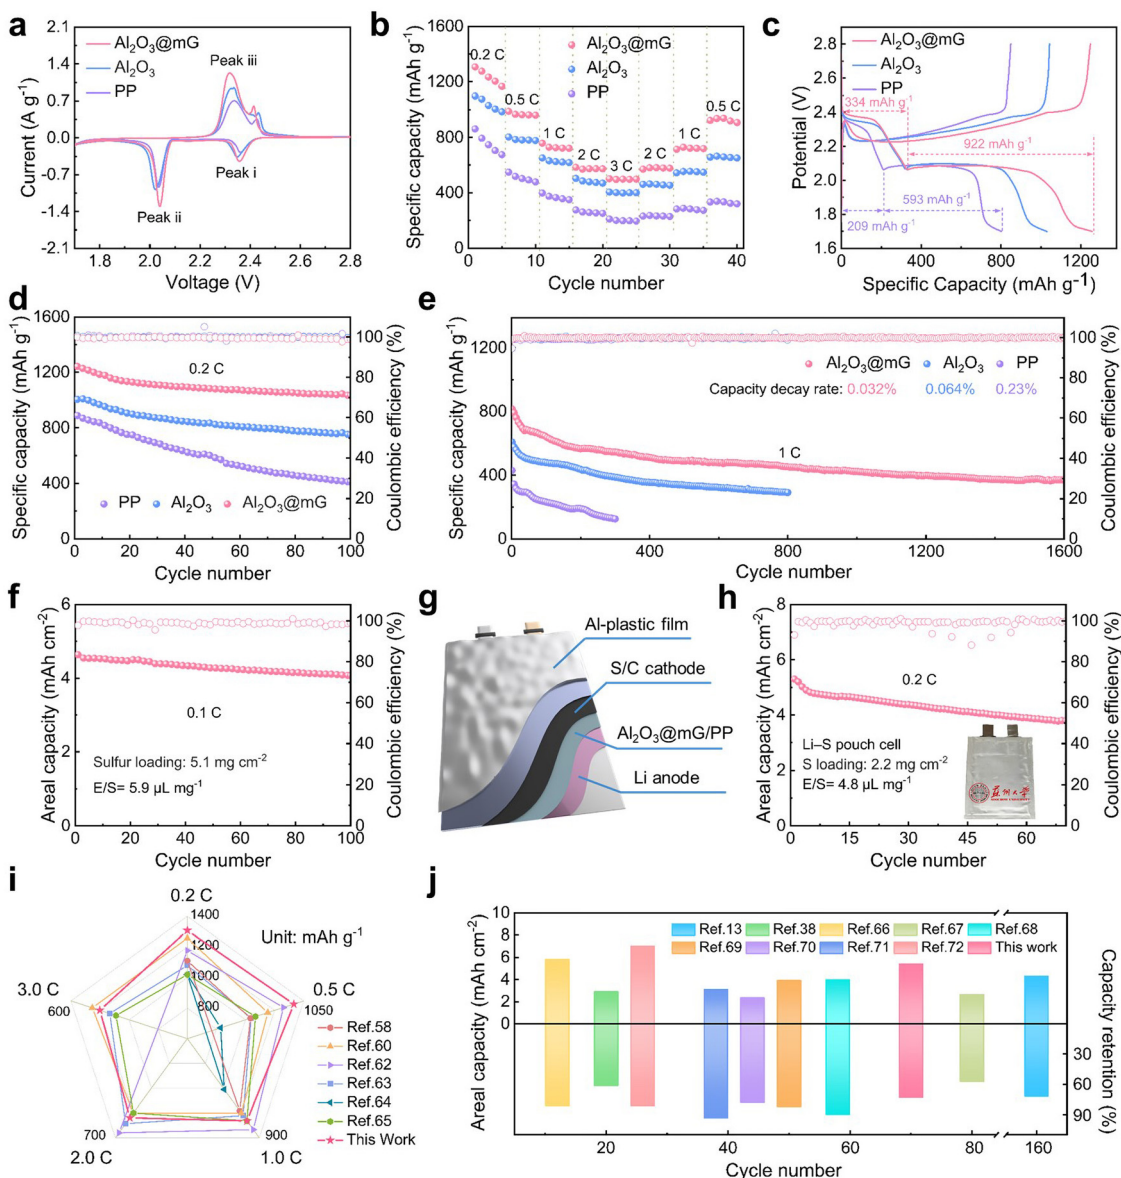 a
Al₂O₃@mG
Al₂O₃
PP
Peak iii
Peak i
Peak ii
Current (A g⁻¹)
2.1
1.4
0.7
0.0
-0.7
-1.4
-2.1
1.8 2.0 2.2 2.4 2.6 2.8
Voltage (V)
b
Al₂O₃@mG
Al₂O₃
PP
0.2 C
0.5 C
1 C
2 C
3 C
2 C
1 C
0.5 C
Specific capacity (mAh g⁻¹)
1600
1200
800
400
0
0 10 20 30 40
Cycle number
c
Al₂O₃@mG
Al₂O₃
PP
334 mAh g⁻¹
922 mAh g⁻¹
593 mAh g⁻¹
209 mAh g⁻¹
Potential (V)
2.8
2.4
2.0
1.6
0 400 800 1200
Specific Capacity (mAh g-1)
d
0.2 C
PP Al₂O₃ Al₂O₃@mG
Specific capacity (mAh g⁻¹)
1600
1200
800
400
0
0 20 40 60 80 100
Cycle number
Coulombic efficiency (%)
100
80
60
40
20
0
e
Al₂O₃@mG Al₂O₃ PP
Capacity decay rate: 0.032% 0.064% 0.23%
1 C
Specific capacity (mAh g⁻¹)
1200
800
400
0
0 400 800 1200 1600
Cycle number
Coulombic efficiency (%)
100
80
60
40
20
0
f
0.1 C
Sulfur loading: 5.1 mg cm⁻²
E/S= 5.9 µL mg⁻¹
Areal capacity (mAh cm⁻²)
6
4
2
0
0 20 40 60 80 100
Cycle number
Coulombic efficiency (%)
100
80
60
40
20
0
g
Al-plastic film
S/C cathode
Al₂O₃@mG/PP
Li anode
h
0.2 C
Li–S pouch cell
S loading: 2.2 mg cm⁻²
E/S= 4.8 µL mg⁻¹
Areal capacity (mAh cm⁻²)
8
6
4
2
0
0 15 30 45 60
Cycle number
Coulombic efficiency (%)
100
80
60
40
20
0
i
0.2 C
1400
1200
1000
800
Unit: mAh g⁻¹
0.5 C
1050
3.0 C
600
2.0 C
700
1.0 C
900
Ref.58
Ref.60
Ref.62
Ref.63
Ref.64
Ref.65
This Work
j
Ref.13 Ref.38 Ref.66 Ref.67 Ref.68
Ref.69 Ref.70 Ref.71 Ref.72 This work
Areal capacity (mAh cm⁻²)
10
8
6
4
2
0
20 40 60 80 160
Cycle number
Capacity retention (%)
30
60
90